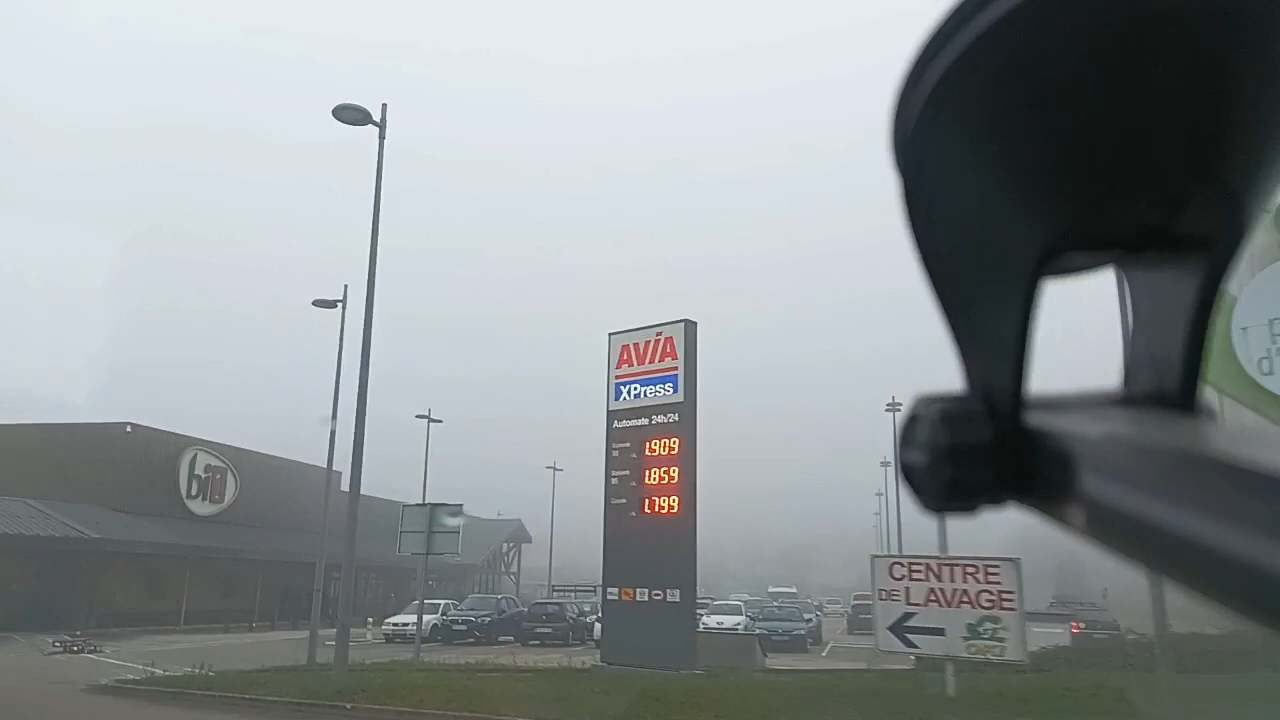 bi1
AVIA
XPress
Automate 24h/24
1.909
1.859
1.799
CENTRE
DE LAVAGE